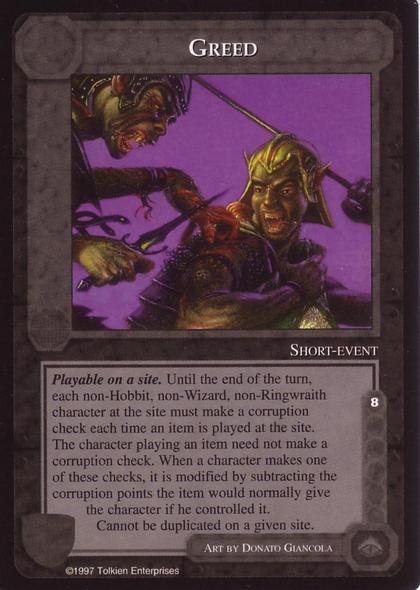 GREED
SHORT-EVENT
Playable on a site. Until the end of the turn,
each non-Hobbit, non-Wizard, non-Ringwraith
character at the site must make a corruption
check each time an item is played at the site.
The character playing an item need not make a
corruption check. When a character makes one
of these checks, it is modified by subtracting the
corruption points the item would normally give
the character if he controlled it.
Cannot be duplicated on a given site.
8
ART BY DONATO GIANCOLA
©1997 Tolkien Enterprises